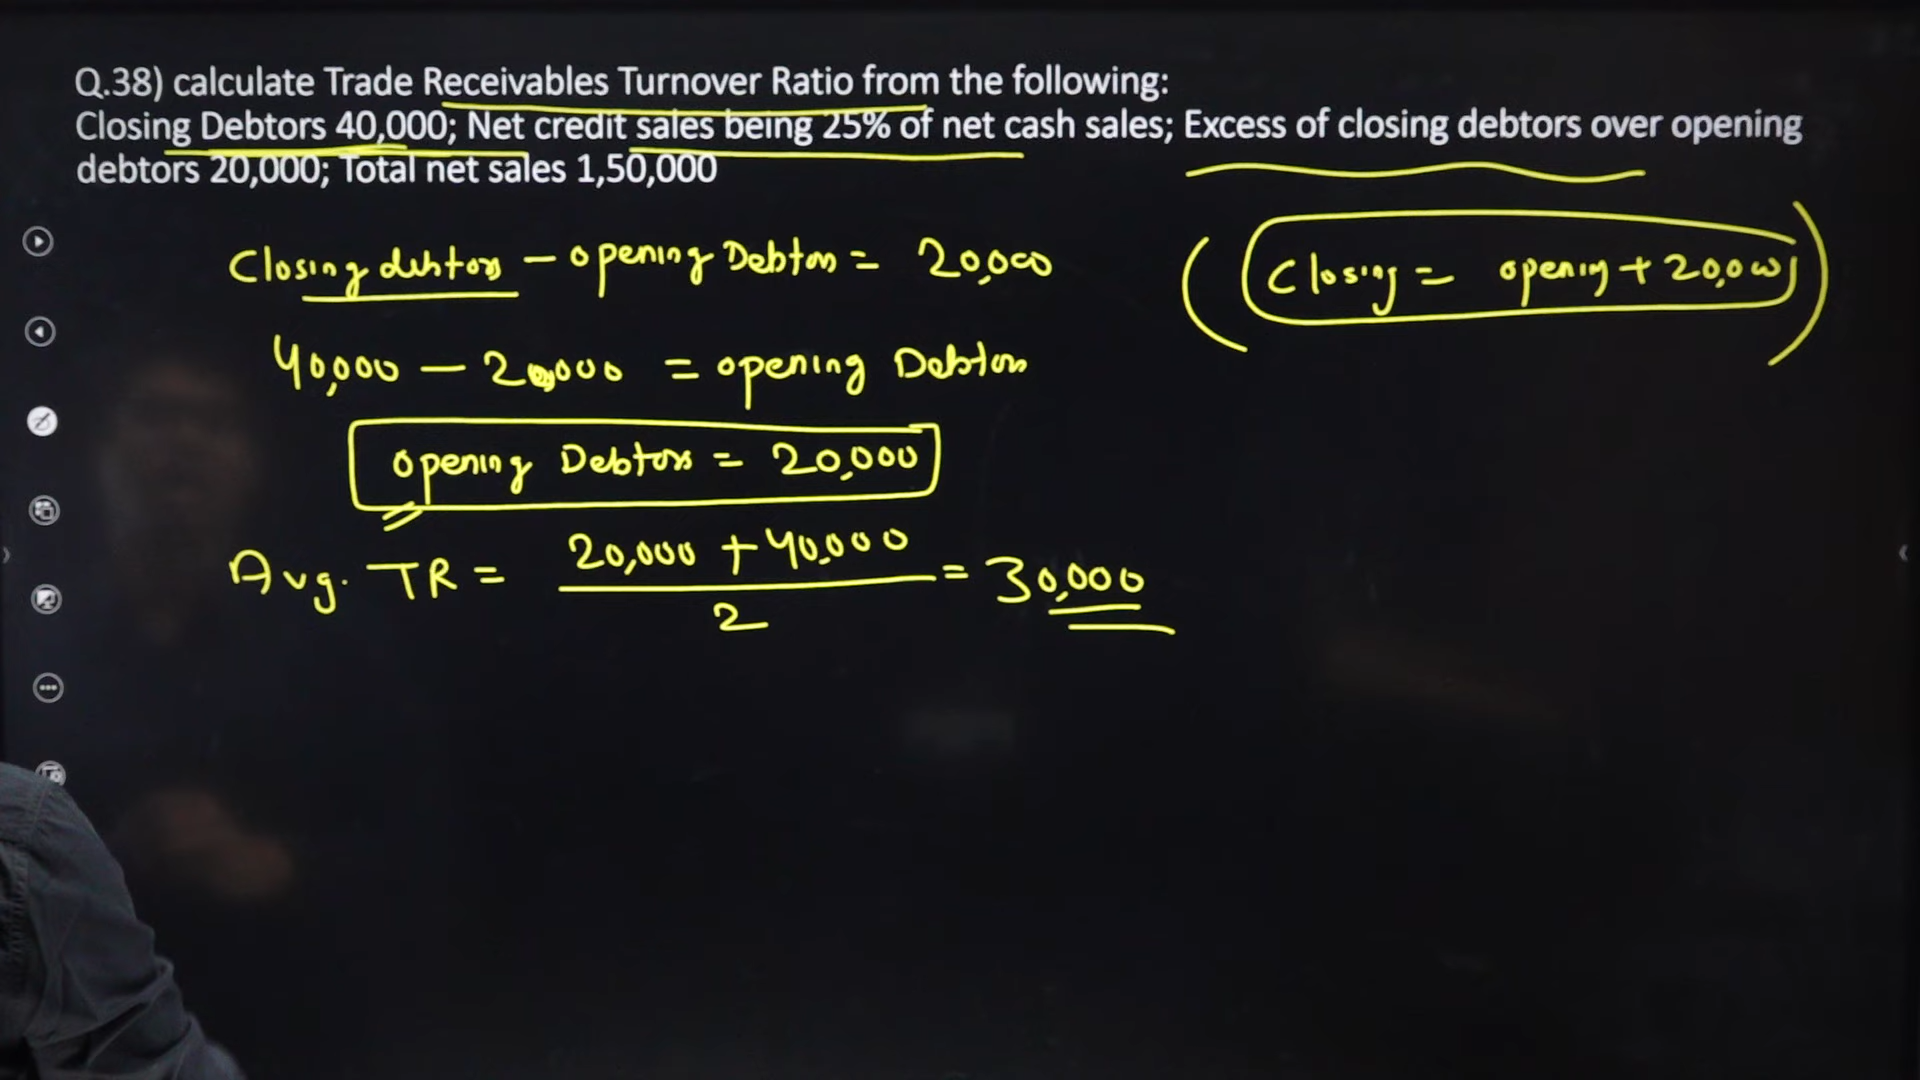 Q.38) calculate Trade Receivables Turnover Ratio from the following:
Closing Debtors 40,000; Net credit sales being 25% of net cash sales; Excess of closing debtors over opening
debtors 20,000; Total net sales 1,50,000
Closing debtors - opening Debtors = 20,000
(Closing = opening + 20,000)
40,000 - 20,000 = opening Debtors
opening Debtors = 20,000
Avg. TR = 20,000 + 40,000 = 30,000
2